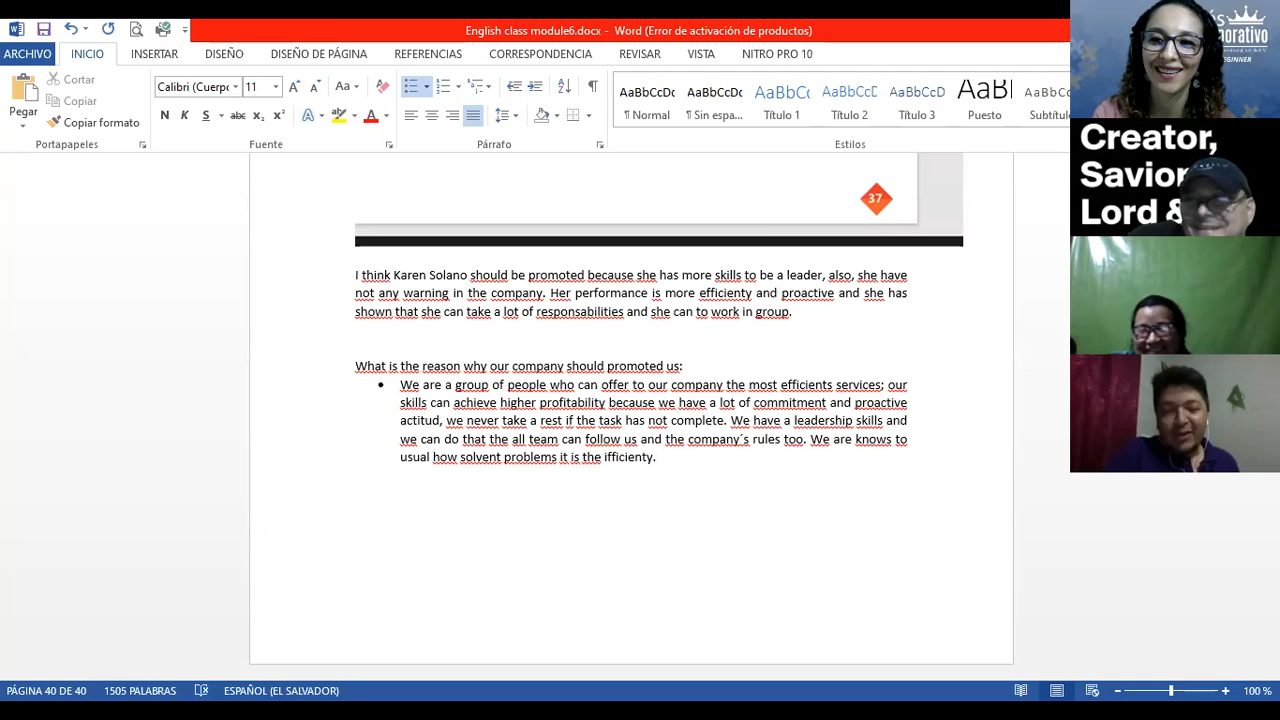 English class module6.docx - Word (Error de activación de productos)
ARCHIVO INICIO INSERTAR DISEÑO DISEÑO DE PÁGINA REFERENCIAS CORRESPONDENCIA REVISAR VISTA NITRO PRO 10
Pegar
Cortar
Copiar
Copiar formato
Portapapeles
Calibri (Cuerpo 11
N K S abc x₂ x²
Fuente
Párrafo
AaBbCcDc AaBbCcDc AaBbC AaBbCcC AaBbCcD AaB AaBbCcD
¶ Normal ¶ Sin espa... Título 1 Título 2 Título 3 Puesto Subtítul
Estilos
37
I think Karen Solano should be promoted because she has more skills to be a leader, also, she have
not any warning in the company. Her performance is more efficienty and proactive and she has
shown that she can take a lot of responsabilities and she can to work in group.
What is the reason why our company should promoted us:
• We are a group of people who can offer to our company the most efficients services; our
skills can achieve higher profitability because we have a lot of commitment and proactive
actitud, we never take a rest if the task has not complete. We have a leadership skills and
we can do that the all team can follow us and the company´s rules too. We are knows to
usual how solvent problems it is the ifficienty.
PÁGINA 40 DE 40 1505 PALABRAS ESPAÑOL (EL SALVADOR) 100 %
Creator,
Savior
Lord &